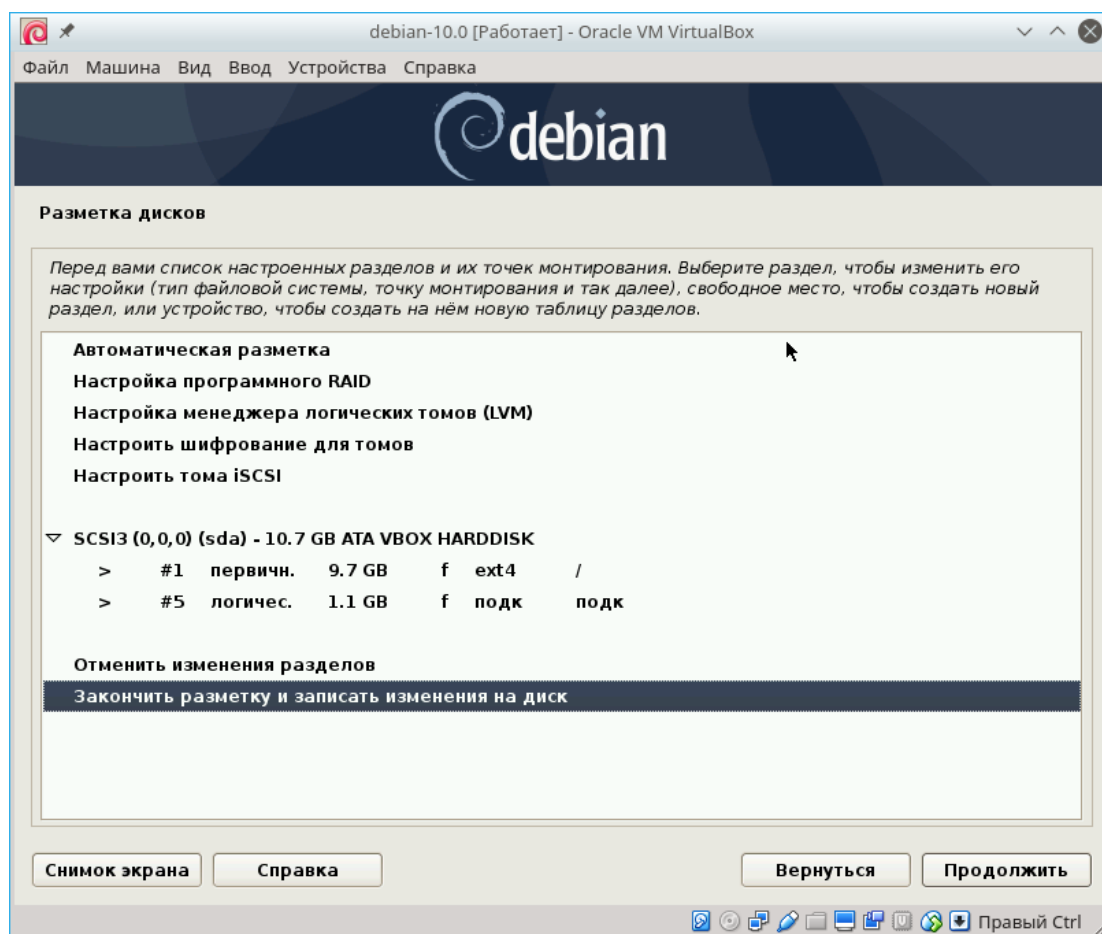 debian-10.0 [Работает] - Oracle VM VirtualBox
Файл Машина Вид Ввод Устройства Справка
debian
Разметка дисков
Перед вами список настроенных разделов и их точек монтирования. Выберите раздел, чтобы изменить его
настройки (тип файловой системы, точку монтирования и так далее), свободное место, чтобы создать новый
раздел, или устройство, чтобы создать на нём новую таблицу разделов.
Автоматическая разметка
Настройка программного RAID
Настройка менеджера логических томов (LVM)
Настроить шифрование для томов
Настроить тома iSCSI
SCSI3 (0,0,0) (sda) - 10.7 GB ATA VBOX HARDDISK
> #1 первичн. 9.7 GB f ext4 /
> #5 логичес. 1.1 GB f подк подк
Отменить изменения разделов
Закончить разметку и записать изменения на диск
Снимок экрана Справка Вернуться Продолжить
Правый Ctrl